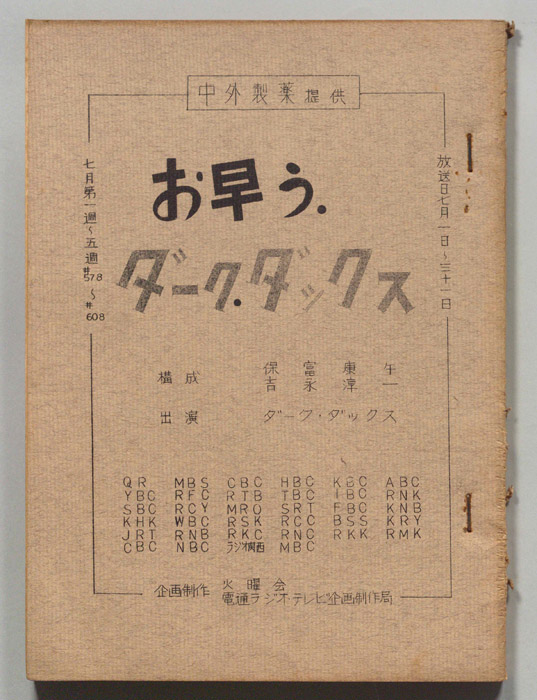 中外製薬提供
お早う.
ダーク.ダックス
放送日七月一日～三十一日
七月第一週～五週#578～#608
構成 保富康午
吉永淳一
出演 ダーク・ダックス
QR MBS CBC HBC KBC ABC
YBC RFC RTB TBC IBC RNK
SBC RCY MRO SRT FBC KNB
KHK WBC RSK RCC BSS KRY
JRT RNB RKC RNC RKK RMK
CBC NBC ラジオ関西 MBC
企画制作 火曜会
電通ラジオ・テレビ企画制作局